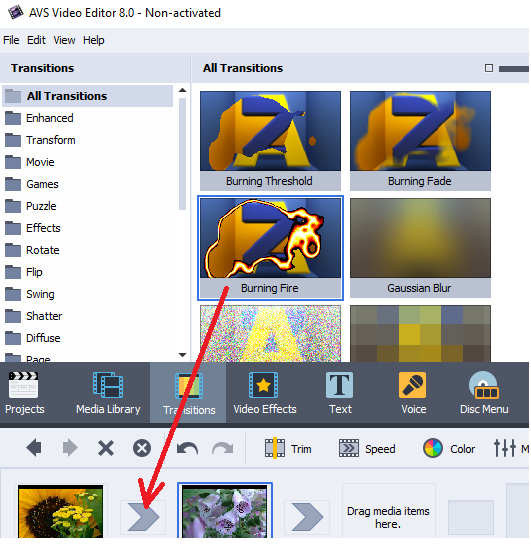 AVS Video Editor 8.0 - Non-activated
File Edit View Help
Transitions
All Transitions
Enhanced
Transform
Movie
Games
Puzzle
Effects
Rotate
Flip
Swing
Shatter
Diffuse
Page
All Transitions
Burning Threshold
Burning Fade
Burning Fire
Gaussian Blur
Projects
Media Library
Transitions
Video Effects
Text
Voice
Disc Menu
Trim
Speed
Color
Drag media items
here.